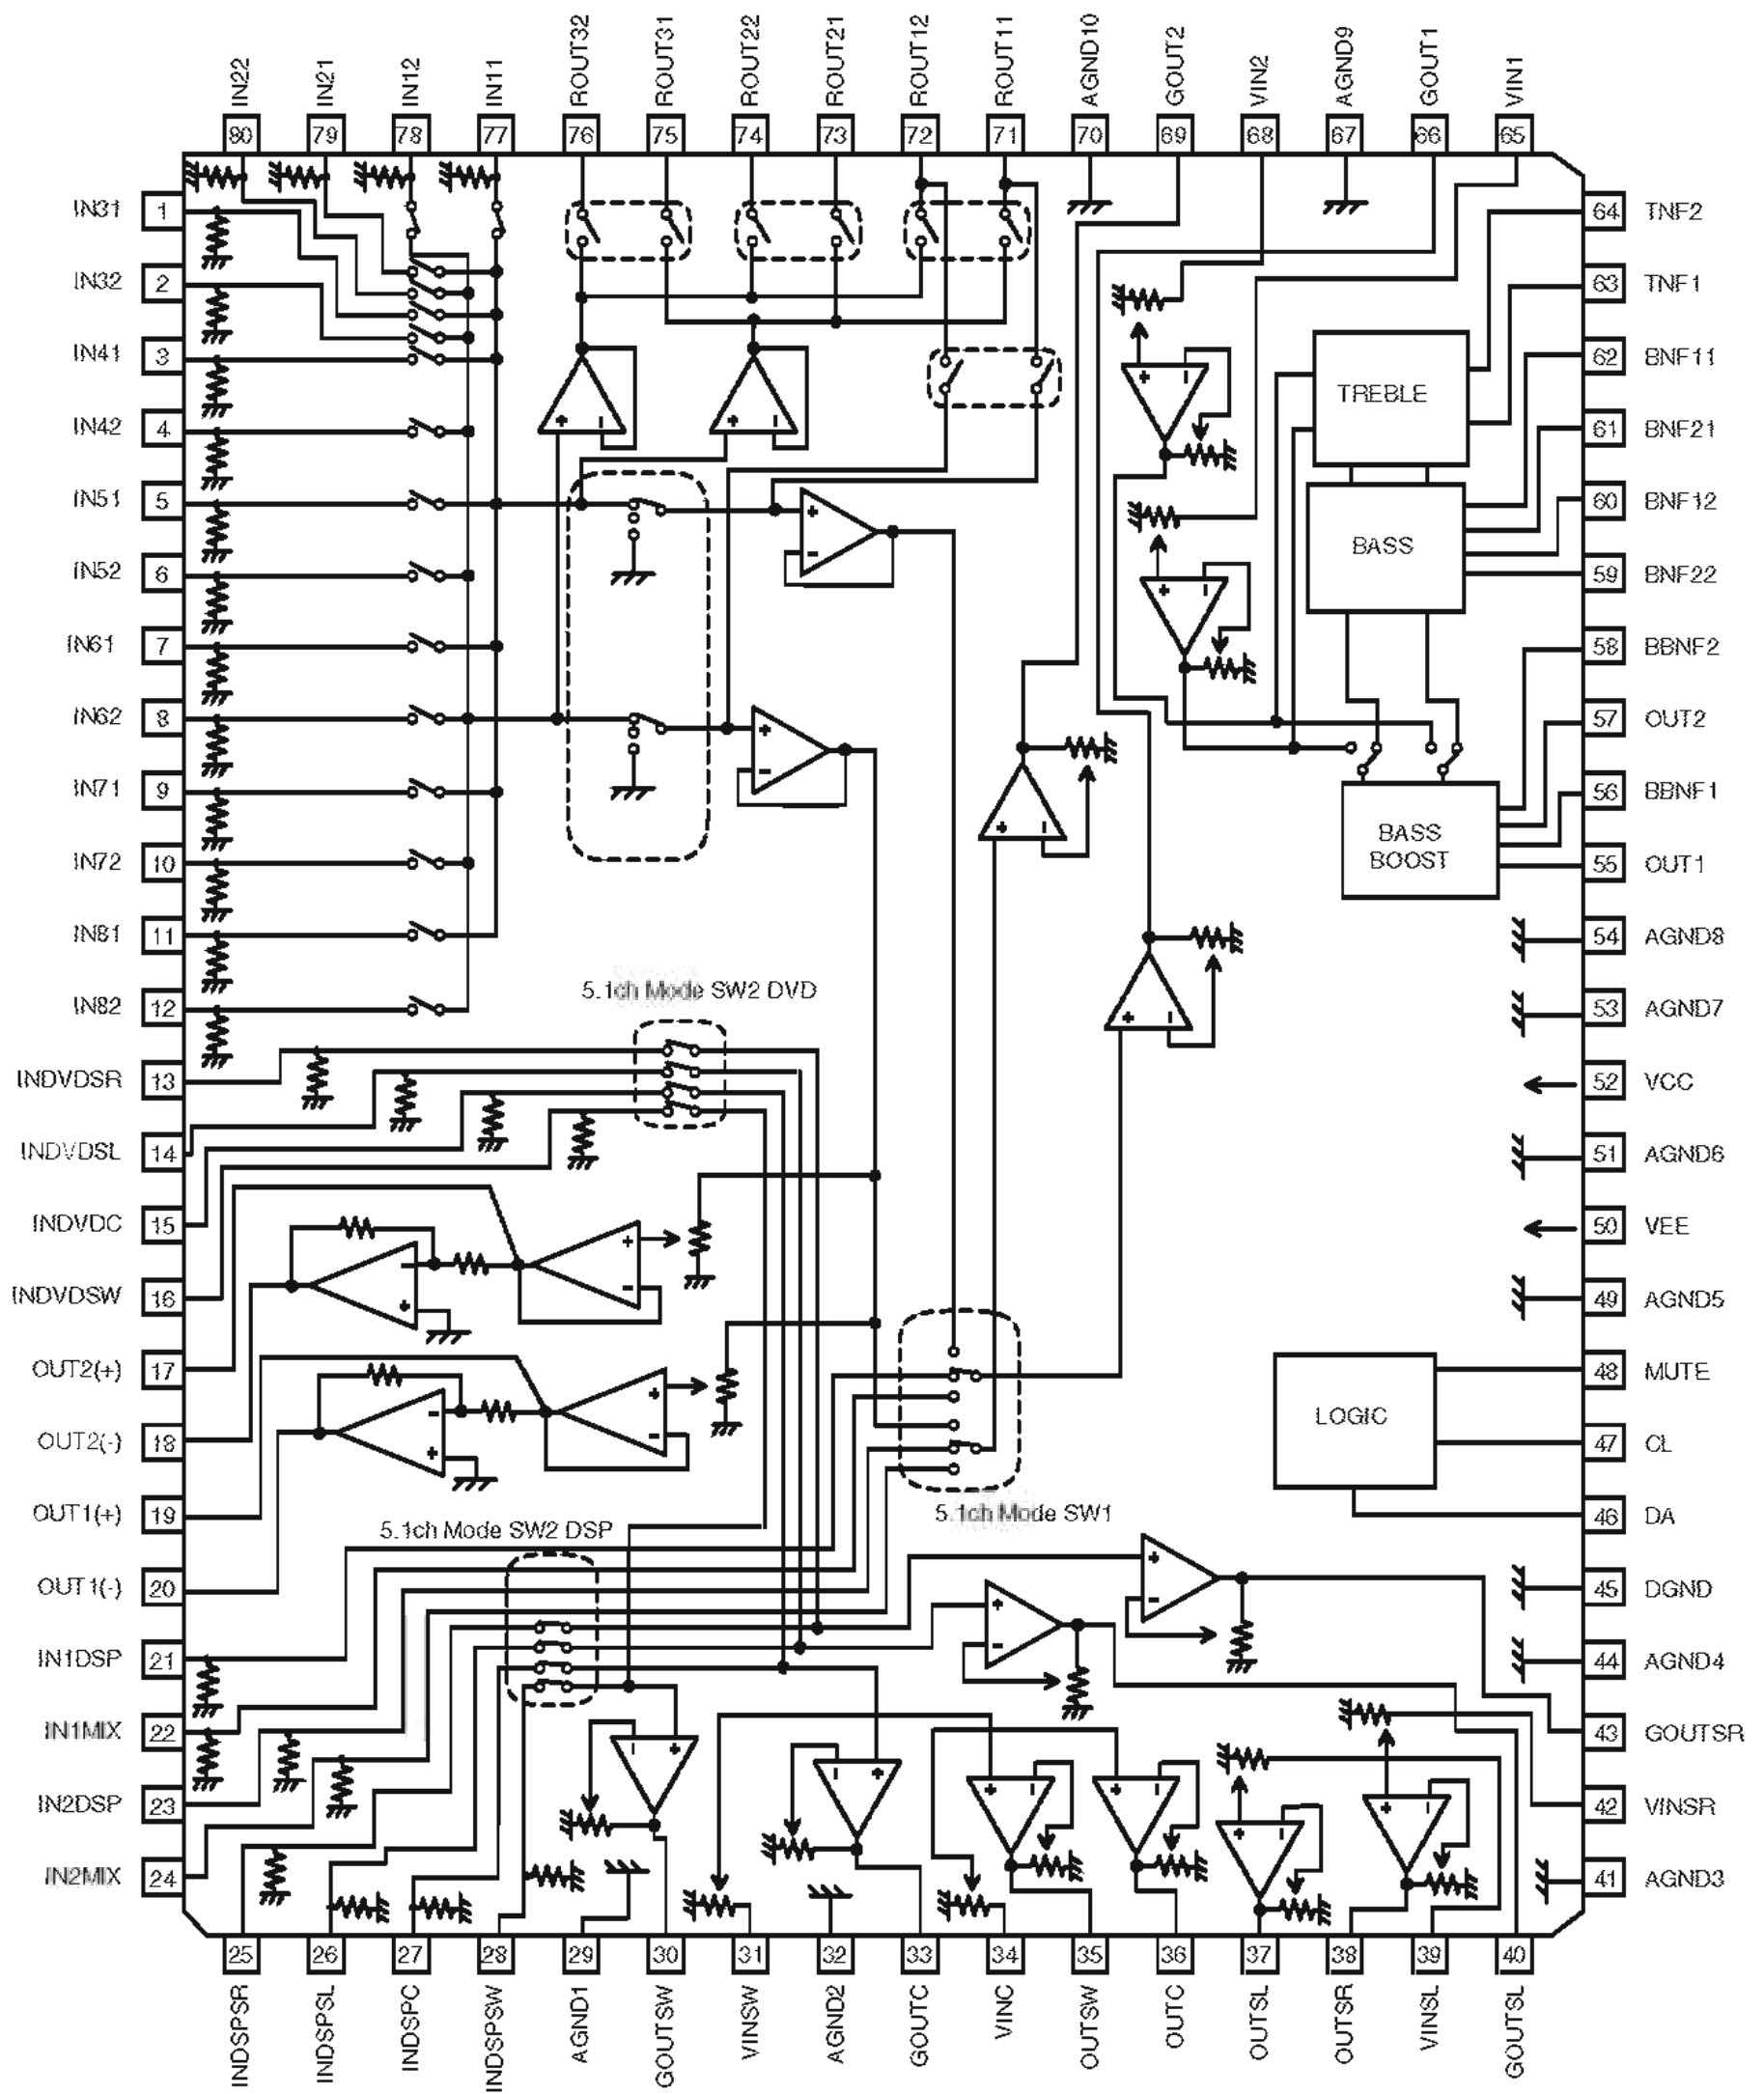 IN22
IN21
IN12
IN11
ROUT32
ROUT31
ROUT22
ROUT21
ROUT12
ROUT11
AGND10
GOUT2
VIN2
AGND9
GOUT1
VIN1
80
79
78
77
76
75
74
73
72
71
70
69
68
67
66
65
IN31 1
IN32 2
IN41 3
IN42 4
IN51 5
IN52 6
IN61 7
IN62 8
IN71 9
IN72 10
IN81 11
IN82 12
INDVDSR 13
INDVDSL 14
INDVDC 15
INDVDSW 16
OUT2(+) 17
OUT2(-) 18
OUT1(+) 19
OUT1(-) 20
IN1DSP 21
IN1MIX 22
IN2DSP 23
IN2MIX 24
TREBLE
BASS
BASS
BOOST
LOGIC
5.1ch Mode SW2 DVD
5.1ch Mode SW1
5.1ch Mode SW2 DSP
64 TNF2
63 TNF1
62 BNF11
61 BNF21
60 BNF12
59 BNF22
58 BBNF2
57 OUT2
56 BBNF1
55 OUT1
54 AGND8
53 AGND7
52 VCC
51 AGND6
50 VEE
49 AGND5
48 MUTE
47 CL
46 DA
45 DGND
44 AGND4
43 GOUTSR
42 VINSR
41 AGND3
25
26
27
28
29
30
31
32
33
34
35
36
37
38
39
40
INDSPSR
INDSPSL
INDSPC
INDSPSW
AGND1
GOUTSW
VINSW
AGND2
GOUTC
VINC
OUTSW
OUTC
OUTSL
OUTSR
VINSL
GOUTSL